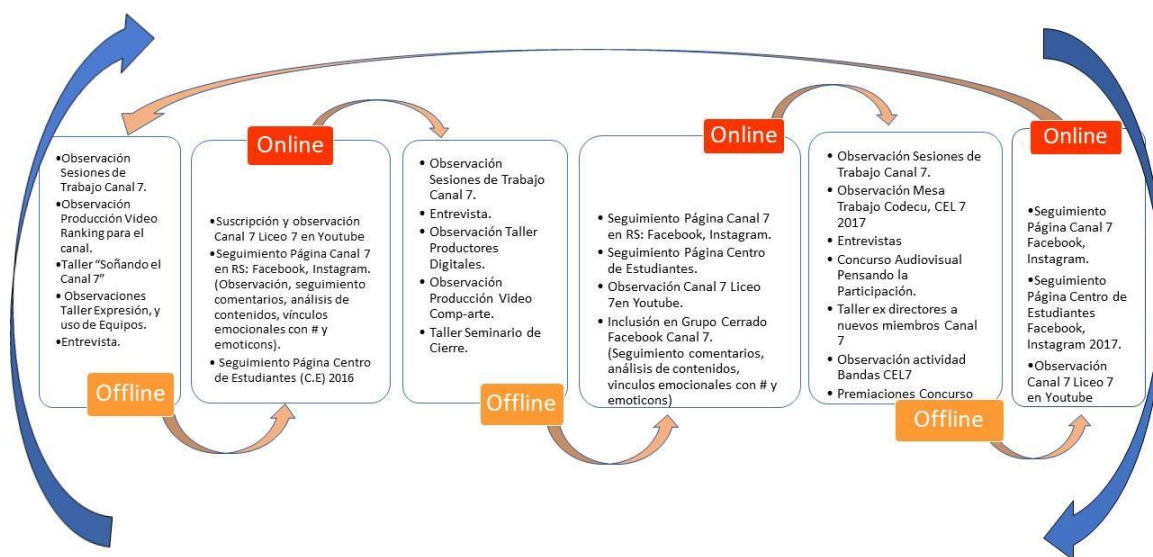 •Observación
Sesiones de
Trabajo Canal 7.
•Observación
Producción Video
Ranking para el
canal.
•Taller “Soñando el
Canal 7”
• Observaciones
Taller Expresión, y
uso de Equipos.
•Entrevista.
Offline
Online
•Suscripción y observación
Canal 7 Liceo 7 en Youtube
•Seguimiento Página Canal 7
en RS: Facebook, Instagram.
(Observación, seguimiento
comentarios, análisis de
contenidos, vínculos
emocionales con # y
emoticons).
• Seguimiento Página Centro
de Estudiantes (C.E) 2016
• Observación
Sesiones de Trabajo
Canal 7.
• Entrevista.
• Observación Taller
Productores
Digitales.
• Observación
Producción Video
Comp-arte.
• Taller Seminario de
Cierre.
Offline
Online
• Seguimiento Página Canal 7
en RS: Facebook, Instagram.
• Seguimiento Página Centro
de Estudiantes.
• Observación Canal 7 Liceo
7en Youtube.
• Inclusión en Grupo Cerrado
Facebook Canal 7.
(Seguimiento comentarios,
análisis de contenidos,
vinculos emocionales con # y
emoticons)
• Observación Sesiones de
Trabajo Canal 7.
• Observación Mesa
Trabajo Codecu, CEL 7
2017
• Entrevistas
• Concurso Audiovisual
Pensando la
Participación.
• Taller ex directores a
nuevos miembros Canal
7
• Observación actividad
Bandas CEL7
• Premiaciones Concurso
Offline
Online
•Seguimiento
Página Canal 7
Facebook,
Instagram.
•Seguimiento
Página Centro de
Estudiantes
Facebook,
Instagram 2017.
•Observación
Canal 7 Liceo 7
en Youtube